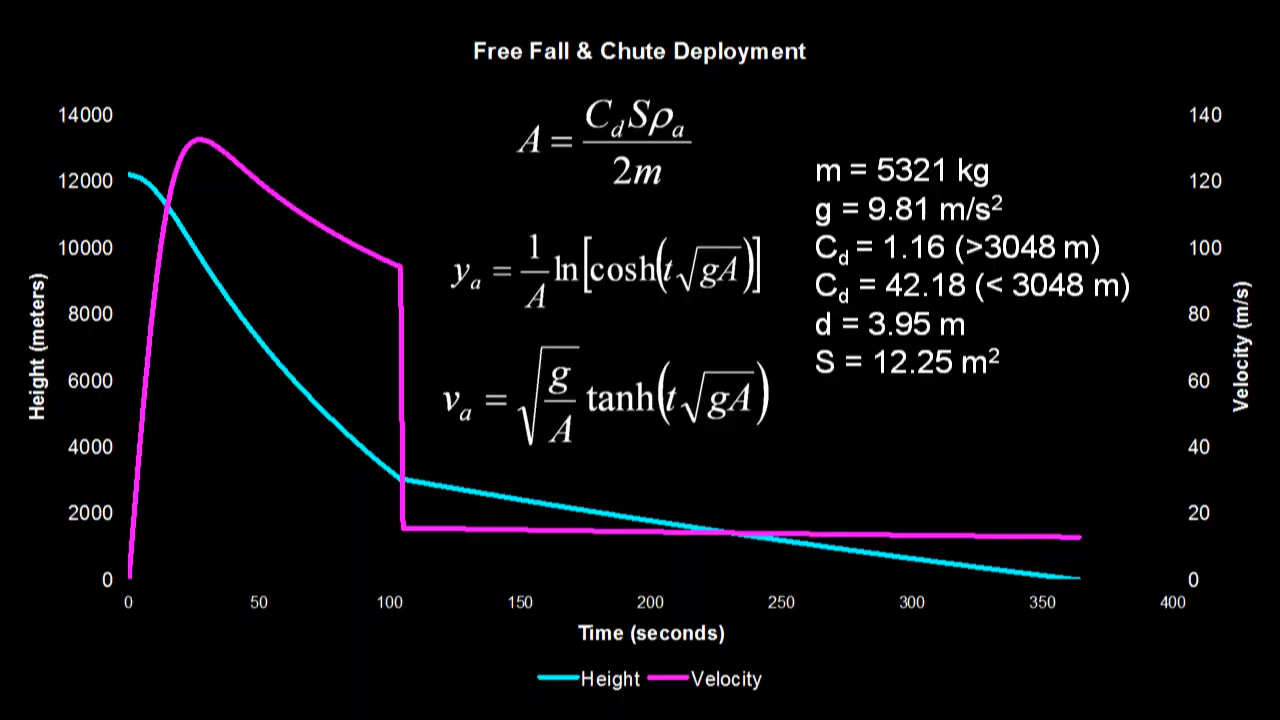 Free Fall & Chute Deployment
14000
12000
10000
8000
6000
4000
2000
0
Height (meters)
A = C_d S ρ_a / 2m
y_a = 1/A ln[cosh(t√gA)]
v_a = √(g/A) tanh(t√gA)
m = 5321 kg
g = 9.81 m/s²
C_d = 1.16 (>3048 m)
C_d = 42.18 (< 3048 m)
d = 3.95 m
S = 12.25 m²
140
120
100
80
60
40
20
0
Velocity (m/s)
0 50 100 150 200 250 300 350 400
Time (seconds)
Height Velocity